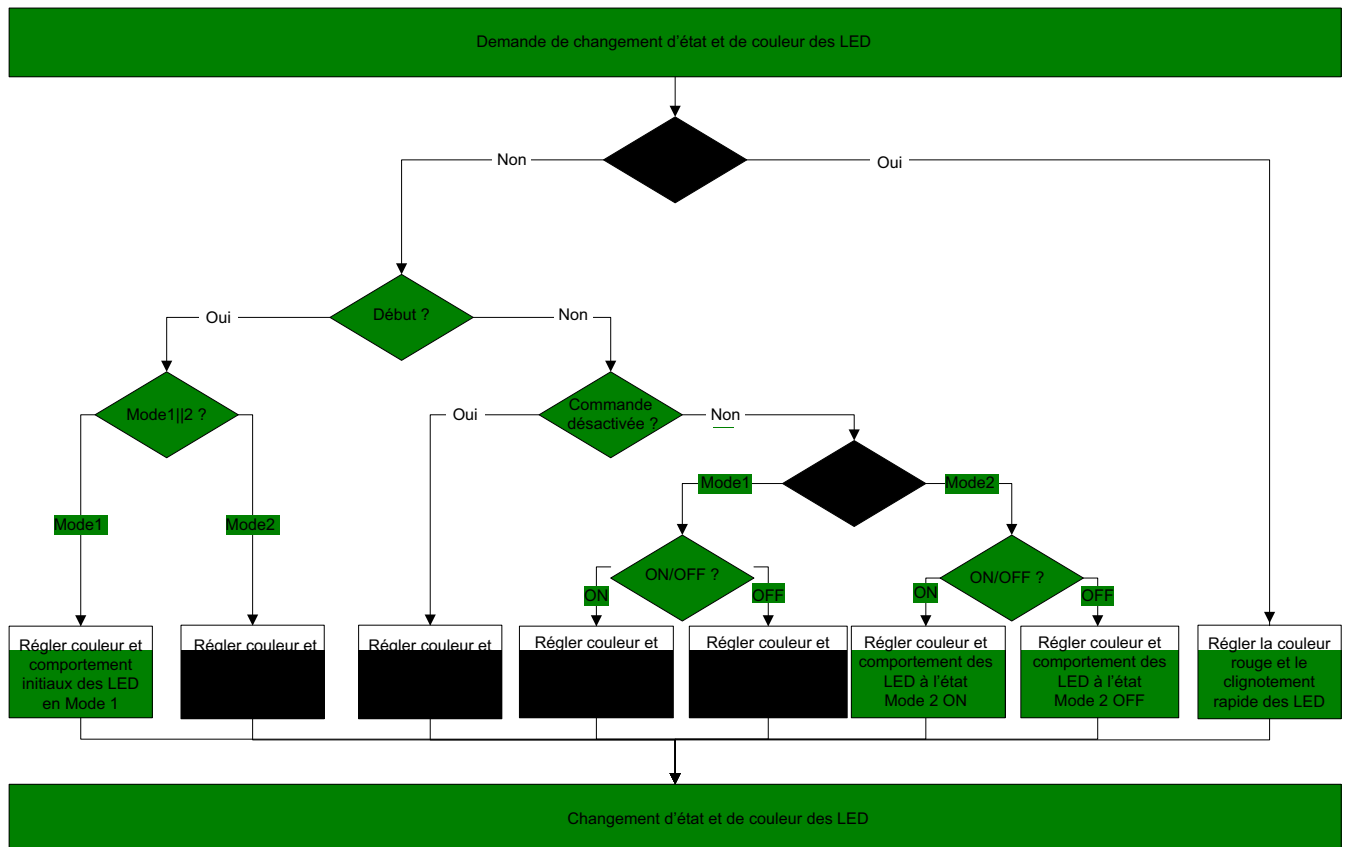 Demande de changement d’état et de couleur des LED
Non
Oui
Début ?
Oui
Non
Mode1||2 ?
Oui
Commande
désactivée ?
Non
Mode1
Mode2
Mode1
Mode2
ON/OFF ?
ON/OFF ?
ON
OFF
ON
OFF
Régler couleur et
comportement
initiaux des LED
en Mode 1
Régler couleur et
Régler couleur et
Régler couleur et
Régler couleur et
Régler couleur et
comportement des
LED à l’état
Mode 2 ON
Régler couleur et
comportement des
LED à l’état
Mode 2 OFF
Régler la couleur
rouge et le
clignotement
rapide des LED
Changement d’état et de couleur des LED